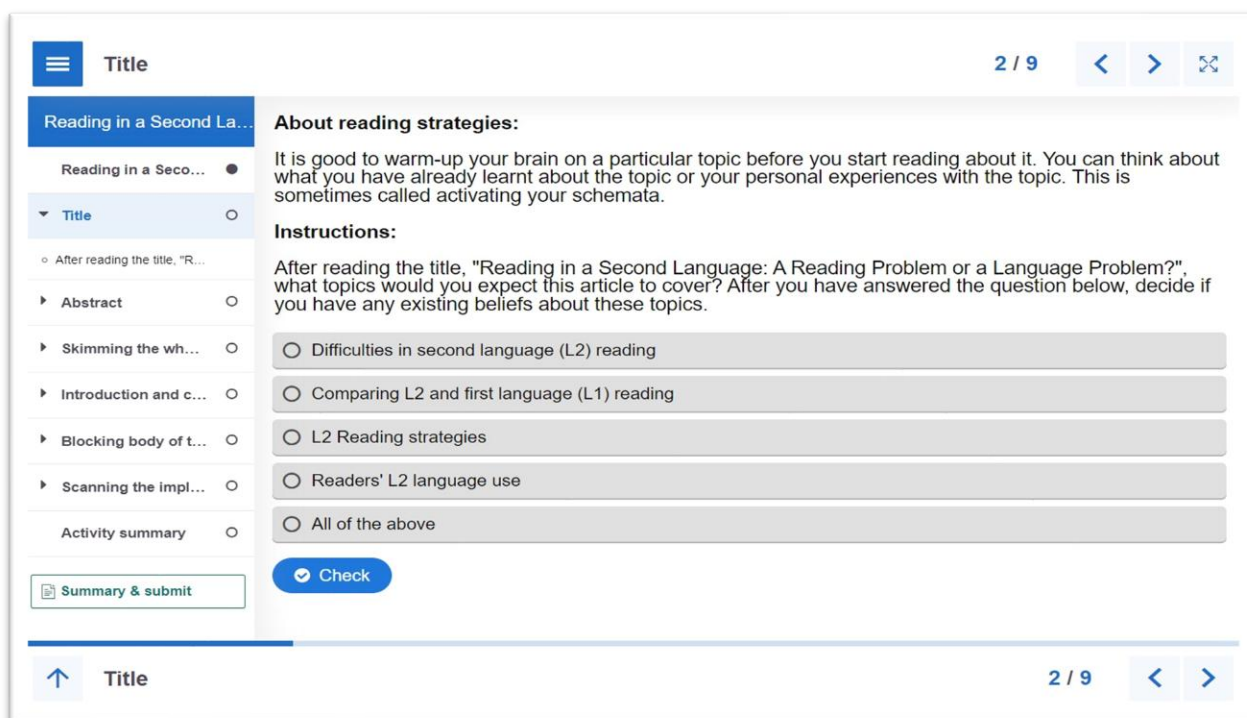 Title
2 / 9
Reading in a Second La...
Reading in a Seco...
Title
After reading the title, "R...
Abstract
Skimming the wh...
Introduction and c...
Blocking body of t...
Scanning the impl...
Activity summary
Summary & submit
About reading strategies:
It is good to warm-up your brain on a particular topic before you start reading about it. You can think about
what you have already learnt about the topic or your personal experiences with the topic. This is
sometimes called activating your schemata.
Instructions:
After reading the title, "Reading in a Second Language: A Reading Problem or a Language Problem?",
what topics would you expect this article to cover? After you have answered the question below, decide if
you have any existing beliefs about these topics.
Difficulties in second language (L2) reading
Comparing L2 and first language (L1) reading
L2 Reading strategies
Readers' L2 language use
All of the above
Check
Title
2 / 9